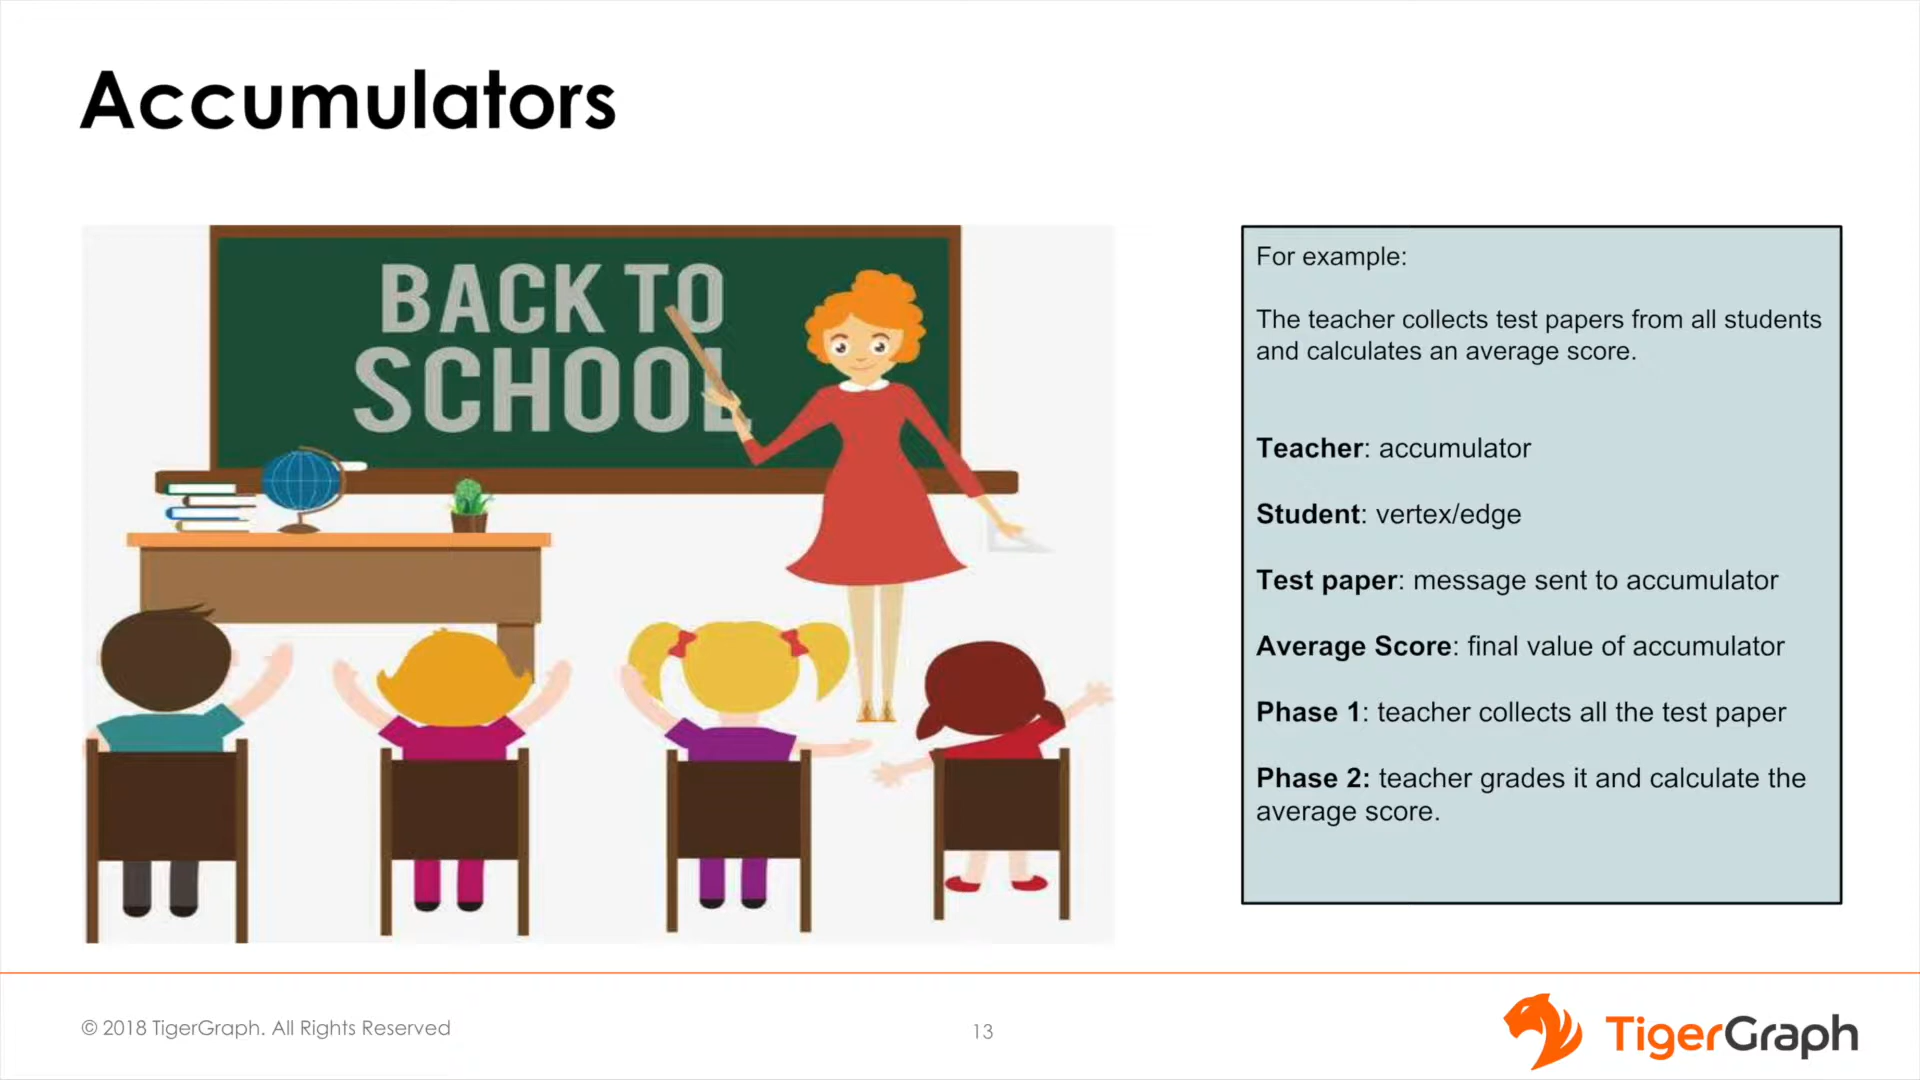 Accumulators
BACK TO
SCHOOL
For example:
The teacher collects test papers from all students
and calculates an average score.
Teacher: accumulator
Student: vertex/edge
Test paper: message sent to accumulator
Average Score: final value of accumulator
Phase 1: teacher collects all the test paper
Phase 2: teacher grades it and calculate the
average score.
© 2018 TigerGraph. All Rights Reserved
13
TigerGraph